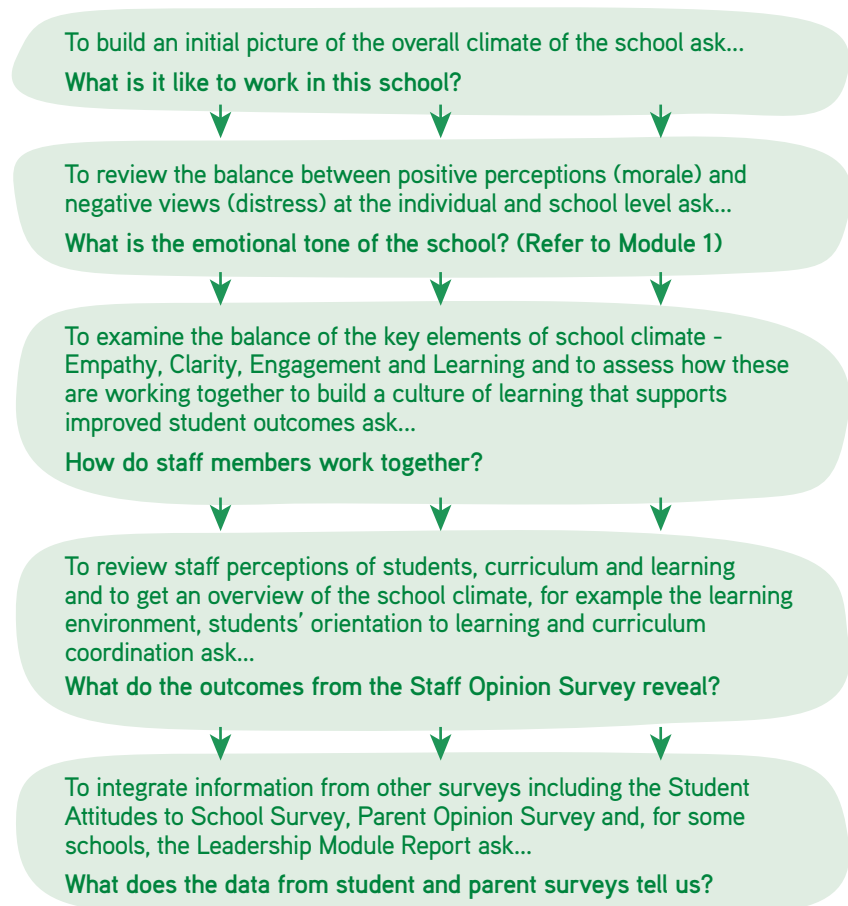 To build an initial picture of the overall climate of the school ask...
What is it like to work in this school?
To review the balance between positive perceptions (morale) and
negative views (distress) at the individual and school level ask...
What is the emotional tone of the school? (Refer to Module 1)
To examine the balance of the key elements of school climate -
Empathy, Clarity, Engagement and Learning and to assess how these
are working together to build a culture of learning that supports
improved student outcomes ask...
How do staff members work together?
To review staff perceptions of students, curriculum and learning
and to get an overview of the school climate, for example the learning
environment, students’ orientation to learning and curriculum
coordination ask...
What do the outcomes from the Staff Opinion Survey reveal?
To integrate information from other surveys including the Student
Attitudes to School Survey, Parent Opinion Survey and, for some
schools, the Leadership Module Report ask...
What does the data from student and parent surveys tell us?